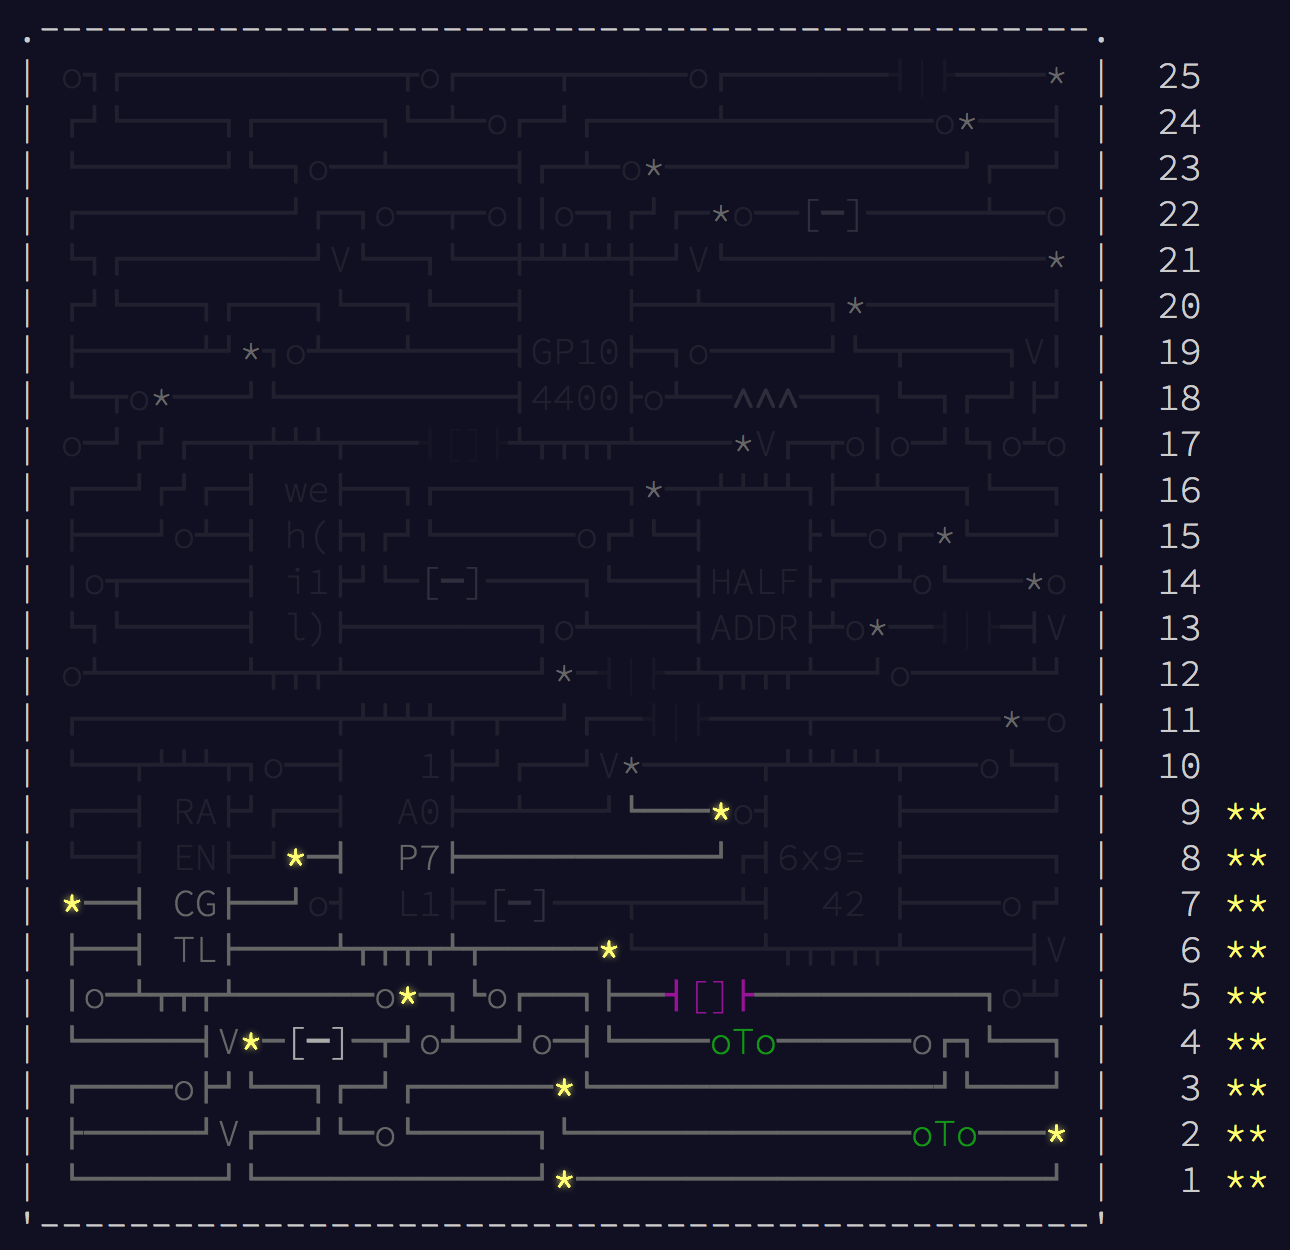 25
24
23
22
21
20
GP10 19
4400 18
17
we 16
h( 15
i1 HALF 14
l) ADDR 13
12
11
1 10
RA A0 9 **
EN P7 6x9= 8 **
CG L1 42 7 **
TL 6 **
5 **
oTo 4 **
3 **
oTo 2 **
1 **